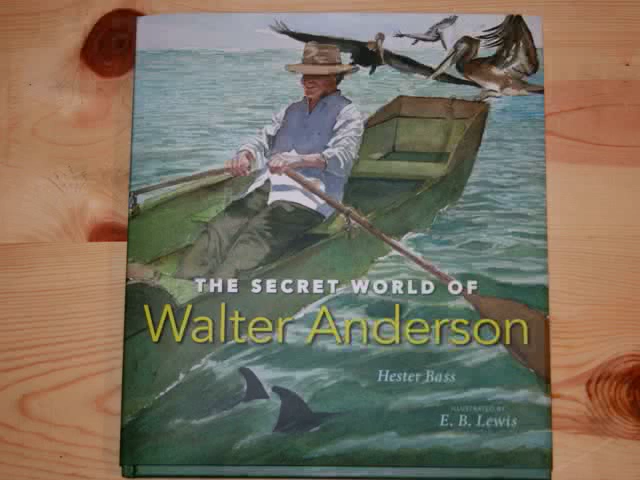 THE SECRET WORLD OF
Walter Anderson
Hester Bass
ILLUSTRATED BY
E. B. Lewis